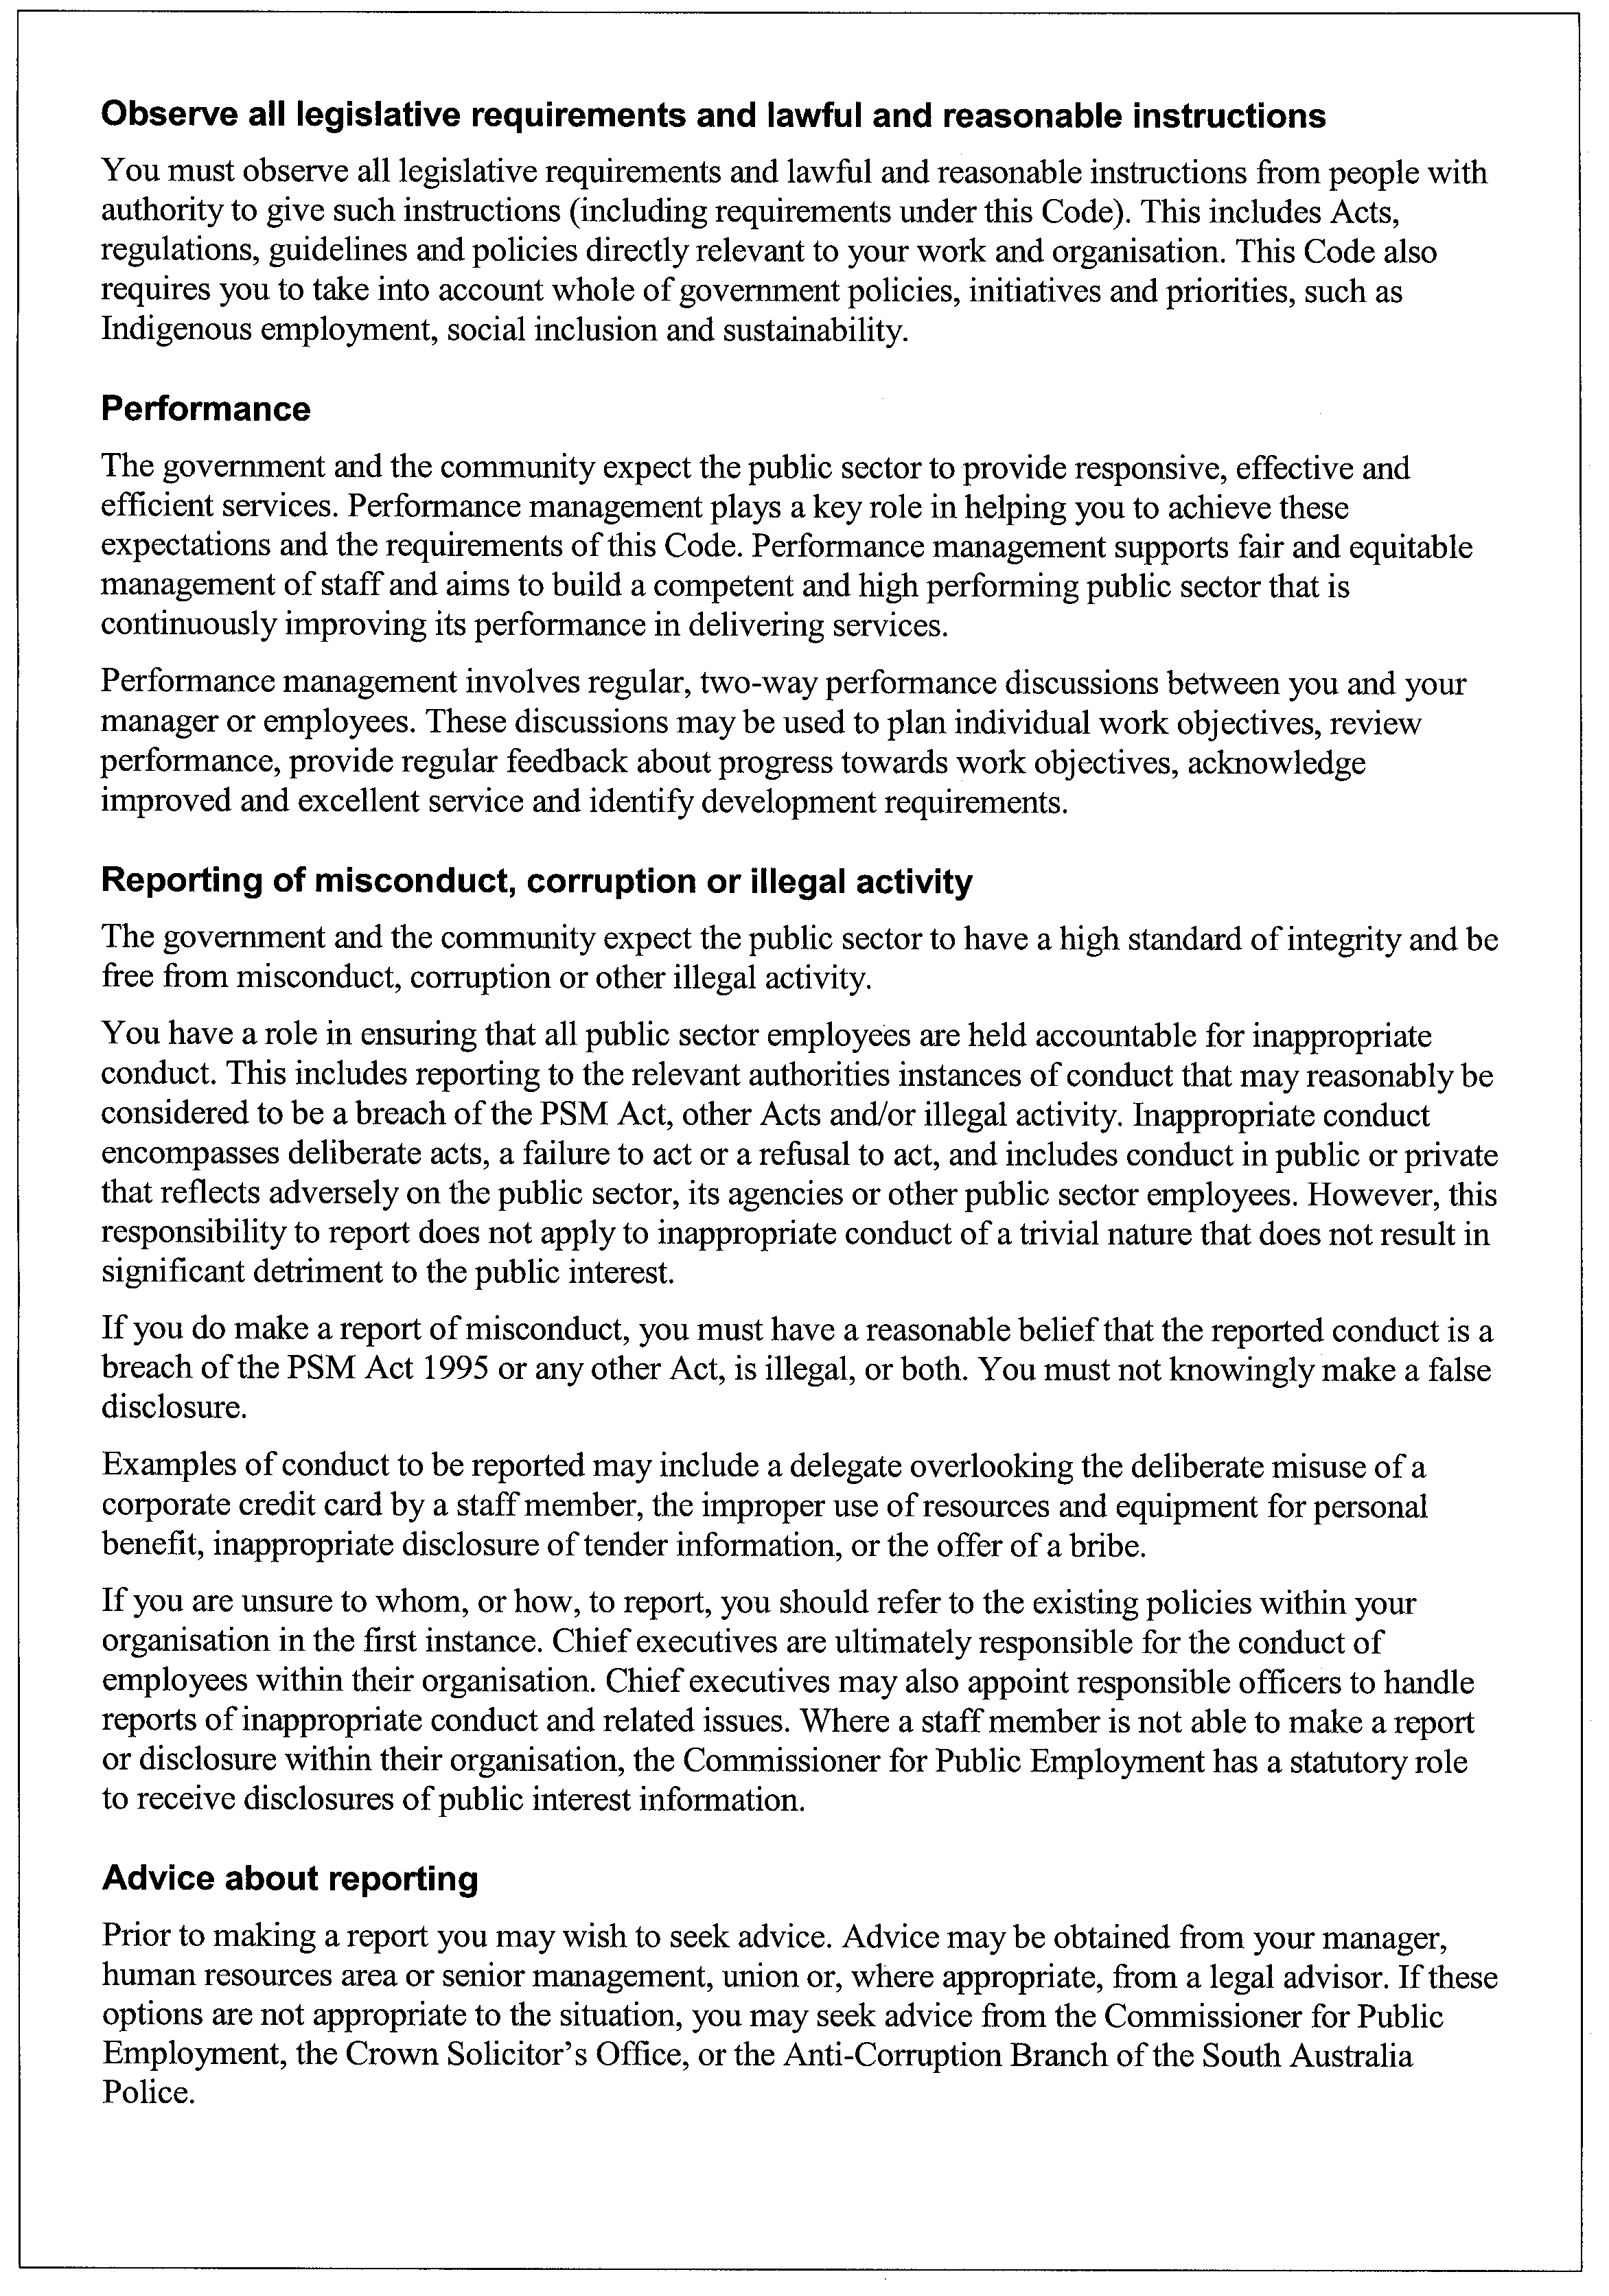 Observe all legislative requirements and lawful and reasonable instructions
You must observe all legislative requirements and lawful and reasonable instructions from people with
authority to give such instructions (including requirements under this Code). This includes Acts,
regulations, guidelines and policies directly relevant to your work and organisation. This Code also
requires you to take into account whole of government policies, initiatives and priorities, such as
Indigenous employment, social inclusion and sustainability.
Performance
The government and the community expect the public sector to provide responsive, effective and
efficient services. Performance management plays a key role in helping you to achieve these
expectations and the requirements of this Code. Performance management supports fair and equitable
management of staff and aims to build a competent and high performing public sector that is
continuously improving its performance in delivering services.
Performance management involves regular, two-way performance discussions between you and your
manager or employees. These discussions may be used to plan individual work objectives, review
performance, provide regular feedback about progress towards work objectives, acknowledge
improved and excellent service and identify development requirements.
Reporting of misconduct, corruption or illegal activity
The government and the community expect the public sector to have a high standard of integrity and be
free from misconduct, corruption or other illegal activity.
You have a role in ensuring that all public sector employees are held accountable for inappropriate
conduct. This includes reporting to the relevant authorities instances of conduct that may reasonably be
considered to be a breach of the PSM Act, other Acts and/or illegal activity. Inappropriate conduct
encompasses deliberate acts, a failure to act or a refusal to act, and includes conduct in public or private
that reflects adversely on the public sector, its agencies or other public sector employees. However, this
responsibility to report does not apply to inappropriate conduct of a trivial nature that does not result in
significant detriment to the public interest.
If you do make a report of misconduct, you must have a reasonable belief that the reported conduct is a
breach of the PSM Act 1995 or any other Act, is illegal, or both. You must not knowingly make a false
disclosure.
Examples of conduct to be reported may include a delegate overlooking the deliberate misuse of a
corporate credit card by a staff member, the improper use of resources and equipment for personal
benefit, inappropriate disclosure of tender information, or the offer of a bribe.
If you are unsure to whom, or how, to report, you should refer to the existing policies within your
organisation in the first instance. Chief executives are ultimately responsible for the conduct of
employees within their organisation. Chief executives may also appoint responsible officers to handle
reports of inappropriate conduct and related issues. Where a staff member is not able to make a report
or disclosure within their organisation, the Commissioner for Public Employment has a statutory role
to receive disclosures of public interest information.
Advice about reporting
Prior to making a report you may wish to seek advice. Advice may be obtained from your manager,
human resources area or senior management, union or, where appropriate, from a legal advisor. If these
options are not appropriate to the situation, you may seek advice from the Commissioner for Public
Employment, the Crown Solicitor's Office, or the Anti-Corruption Branch of the South Australia
Police.